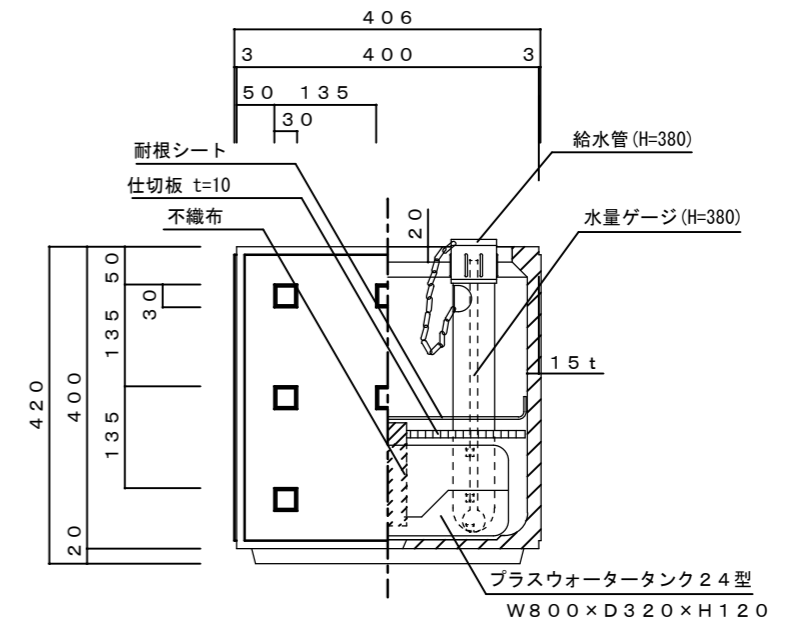 ４０６
３
４００
３
５０
１３５
３０
耐根シート
仕切板 t=10
不織布
給水管(H=380)
水量ゲージ(H=380)
２０
５０
３０
１３５
１３５
４２０
４００
２０
１５ｔ
プラスウォータータンク２４型
Ｗ８００×Ｄ３２０×Ｈ１２０